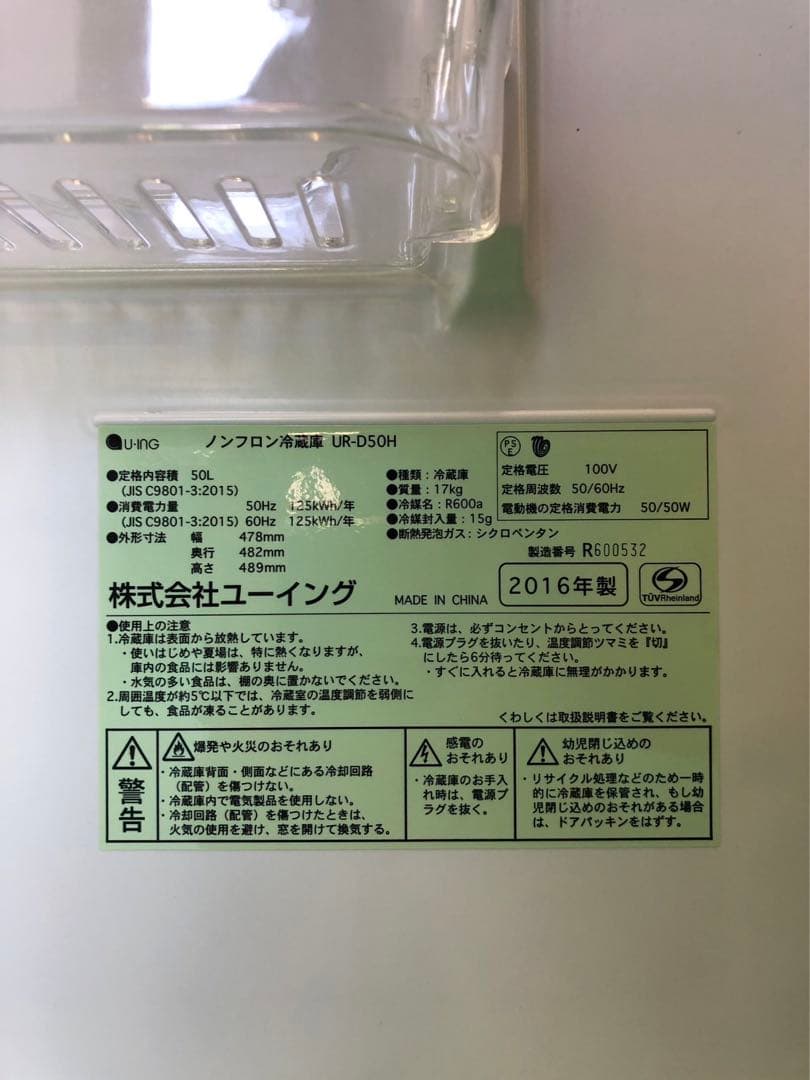 U-ING ノンフロン冷蔵庫 UR-D50H
●定格内容積 50L
(JIS C9801-3:2015)
●消費電力量 50Hz 125kWh/年
(JIS C9801-3:2015) 60Hz 125kWh/年
●外形寸法 幅 478mm
奥行 482mm
高さ 489mm
●種類:冷蔵庫
●質量:17kg
●冷媒名:R600a
●冷媒封入量:15g
●断熱発泡ガス:シクロペンタン
PS
E
定格電圧 100V
定格周波数 50/60Hz
電動機の定格消費電力 50/50W
製造番号 R600532
株式会社ユーイング MADE IN CHINA 2016年製 TÜVRheinland
●使用上の注意
1.冷蔵庫は表面から放熱しています。
・使いはじめや夏場は、特に熱くなりますが、
庫内の食品には影響ありません。
・水気の多い食品は、棚の奥に置かないでください。
2.周囲温度が約5℃以下では、冷蔵室の温度調節を弱側に
しても、食品が凍ることがあります。
3.電源は、必ずコンセントからとってください。
4.電源プラグを抜いたり、温度調節ツマミを『切』
にしたら6分待ってください。
・すぐに入れると冷蔵庫に無理がかかります。
くわしくは取扱説明書をご覧ください。
警告
爆発や火災のおそれあり
・冷蔵庫背面・側面などにある冷却回路
(配管)を傷つけない。
・冷蔵庫内で電気製品を使用しない。
・冷却回路(配管)を傷つけたときは、
火気の使用を避け、窓を開けて換気する。
感電の
おそれあり
・冷蔵庫のお手入
れ時は、電源プ
ラグを抜く。
幼児閉じ込めの
おそれあり
・リサイクル処理などのため一時
的に冷蔵庫を保管され、もし幼
児閉じ込めのおそれがある場合
は、ドアパッキンをはずす。